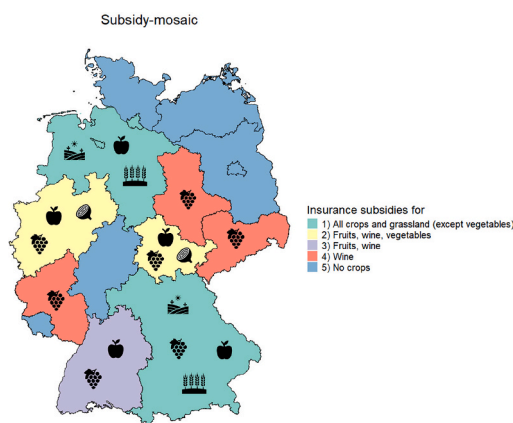 Subsidy-mosaic
Insurance subsidies for
1) All crops and grassland (except vegetables)
2) Fruits, wine, vegetables
3) Fruits, wine
4) Wine
5) No crops